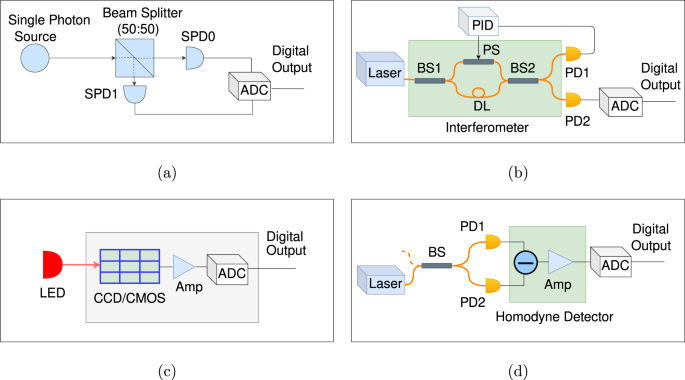 Single Photon
Source
Beam Splitter
(50:50)
SPD0
SPD1
Digital
Output
ADC
(a)
PID
PS
Laser
BS1
BS2
DL
PD1
PD2
Digital
Output
ADC
Interferometer
(b)
LED
CCD/CMOS
Amp
ADC
Digital
Output
(c)
Laser
BS
PD1
PD2
Amp
ADC
Digital
Output
Homodyne Detector
(d)